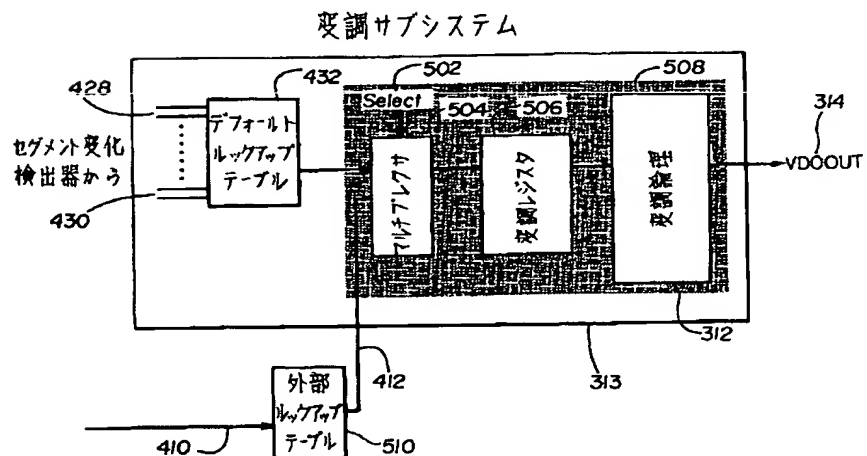 変調サブシステム
432
502
508
428
Select
504
506
314
デフォールト
ルックアップ
テーブル
セグメント変化
検出器から
マルチプレクサ
変調レジスタ
変調倫理
VDOOUT
430
312
412
313
外部
ルックアップ
テーブル
410
510